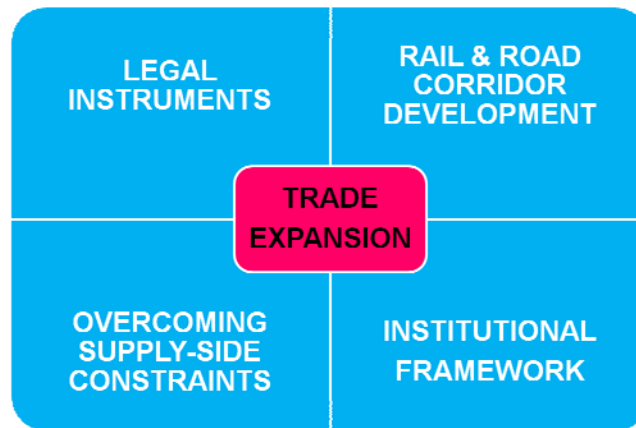 LEGAL
INSTRUMENTS
RAIL & ROAD
CORRIDOR
DEVELOPMENT
TRADE
EXPANSION
OVERCOMING
SUPPLY-SIDE
CONSTRAINTS
INSTITUTIONAL
FRAMEWORK